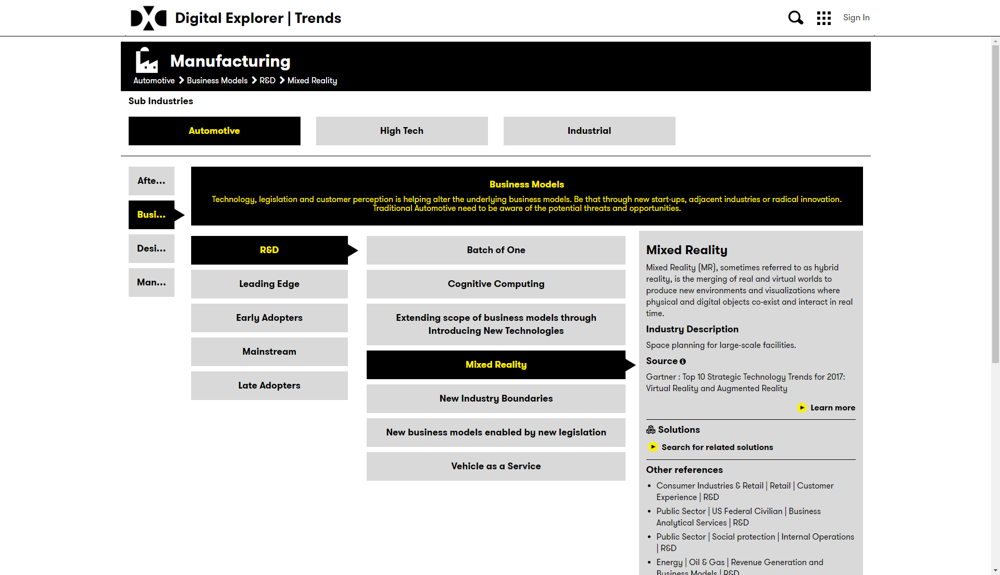 Digital Explorer | Trends
Sign In
Manufacturing
Automotive Business Models R&D Mixed Reality
Sub Industries
Automotive
High Tech
Industrial
Afte...
Busi...
Desi...
Man...
Business Models
Technology, legislation and customer perception is helping alter the underlying business models. Be that through new start-ups, adjacent industries or radical innovation.
Traditional Automotive need to be aware of the potential threats and opportunities.
R&D
Leading Edge
Early Adopters
Mainstream
Late Adopters
Batch of One
Cognitive Computing
Extending scope of business models through
Introducing New Technologies
Mixed Reality
New Industry Boundaries
New business models enabled by new legislation
Vehicle as a Service
Mixed Reality
Mixed Reality (MR), sometimes referred to as hybrid
reality, is the merging of real and virtual worlds to
produce new environments and visualizations where
physical and digital objects co-exist and interact in real
time.
Industry Description
Space planning for large-scale facilities.
Source
Gartner : Top 10 Strategic Technology Trends for 2017:
Virtual Reality and Augmented Reality
Learn more
Solutions
Search for related solutions
Other references
• Consumer Industries & Retail | Retail | Customer
Experience | R&D
• Public Sector | US Federal Civilian | Business
Analytical Services | R&D
• Public Sector | Social protection | Internal Operations
| R&D
• Energy | Oil & Gas | Revenue Generation and
Business Models | R&D